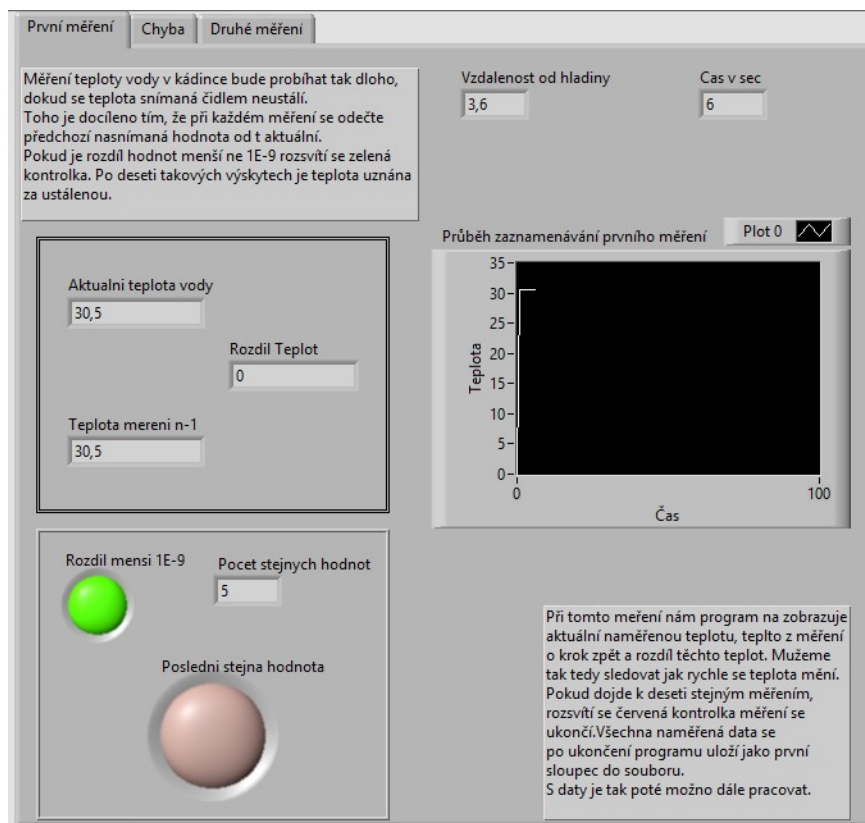 První měření
Chyba
Druhé měření
Měření teploty vody v kádince bude probíhat tak dloho,
dokud se teplota snímaná čidlem neustálí.
Toho je docíleno tím, že při každém měření se odečte
předchozí nasnímaná hodnota od t aktuální.
Pokud je rozdíl hodnot menší ne 1E-9 rozsvítí se zelená
kontrolka. Po deseti takových výskytech je teplota uznána
za ustálenou.
Vzdalenost od hladiny
3,6
Cas v sec
6
Aktualni teplota vody
30,5
Rozdil Teplot
0
Teplota mereni n-1
30,5
Průběh zaznamenávání prvního měření
Plot 0
35
30
25
20
15
10
5
0
Teplota
0
100
Čas
Rozdil mensi 1E-9
Pocet stejnych hodnot
5
Posledni stejna hodnota
Při tomto meření nám program na zobrazuje
aktuální naměřenou teplotu, teplto z měření
o krok zpět a rozdíl těchto teplot. Mužeme
tak tedy sledovat jak rychle se teplota mění.
Pokud dojde k deseti stejným měřením,
rozsvítí se červená kontrolka měření se
ukončí.Všechna naměřená data se
po ukončení programu uloží jako první
sloupec do souboru.
S daty je tak poté možno dále pracovat.